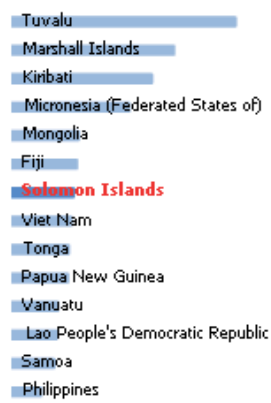 Tuvalu
Marshall Islands
Kiribati
Micronesia (Federated States of)
Mongolia
Fiji
Solomon Islands
Viet Nam
Tonga
Papua New Guinea
Vanuatu
Lao People's Democratic Republic
Samoa
Philippines